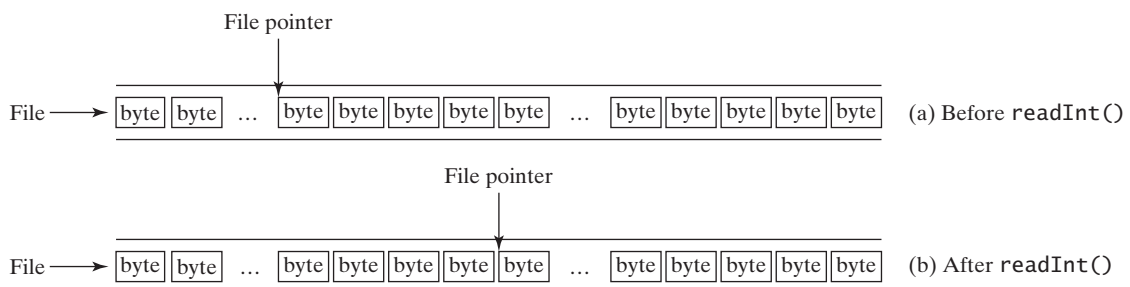 File pointer
File byte byte ... byte byte byte byte byte ... byte byte byte byte byte (a) Before readInt()
File pointer
File byte byte ... byte byte byte byte byte ... byte byte byte byte byte (b) After readInt()